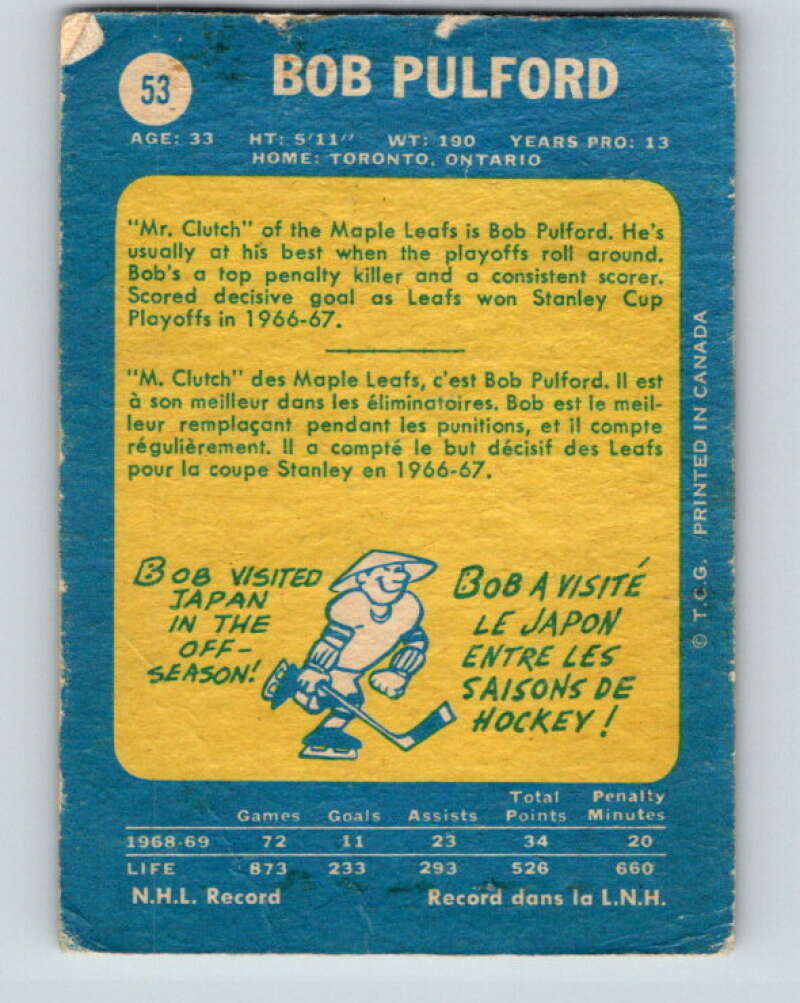 53
BOB PULFORD
AGE: 33 HT: 5'11" WT: 190 YEARS PRO: 13
HOME: TORONTO, ONTARIO
"Mr. Clutch" of the Maple Leafs is Bob Pulford. He's
usually at his best when the playoffs roll around.
Bob's a top penalty killer and a consistent scorer.
Scored decisive goal as Leafs won Stanley Cup
Playoffs in 1966-67.
"M. Clutch" des Maple Leafs, c'est Bob Pulford. Il est
à son meilleur dans les éliminatoires. Bob est le meil-
leur remplaçant pendant les punitions, et il compte
régulièrement. Il a compté le but décisif des Leafs
pour la coupe Stanley en 1966-67.
BOB VISITED
JAPAN
IN THE
OFF-
SEASON!
BOB A VISITÉ
LE JAPON
ENTRE LES
SAISONS DE
HOCKEY!
© T.C.G. PRINTED IN CANADA
Games Goals Assists Total Points Penalty Minutes
1968-69 72 11 23 34 20
LIFE 873 233 293 526 660
N.H.L. Record Record dans la L.N.H.